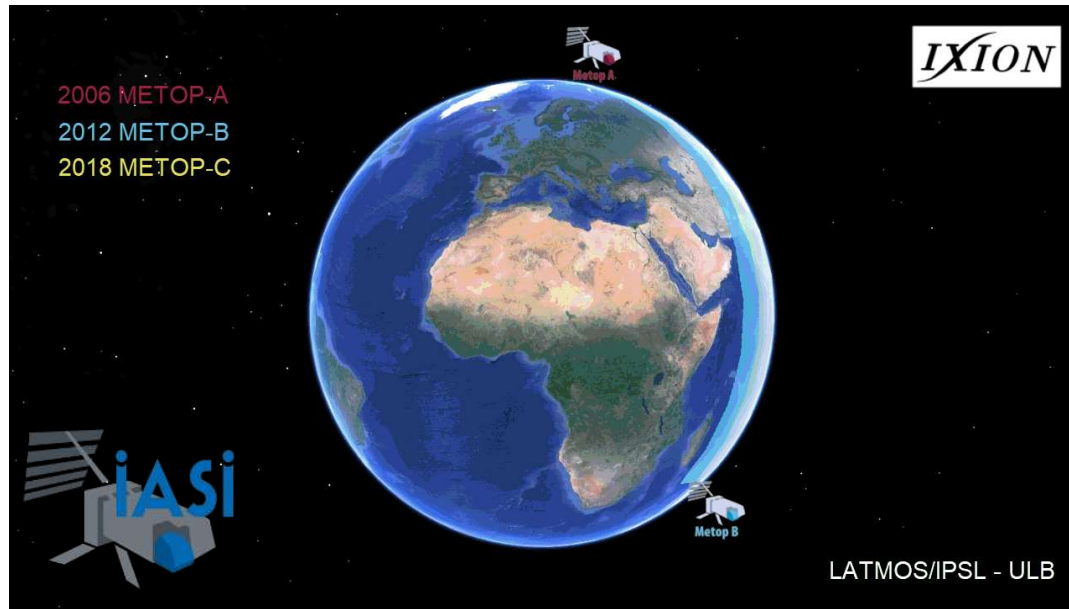 Metop A
IXION
2006 METOP-A
2012 METOP-B
2018 METOP-C
iASi
Metop B
LATMOS/IPSL - ULB